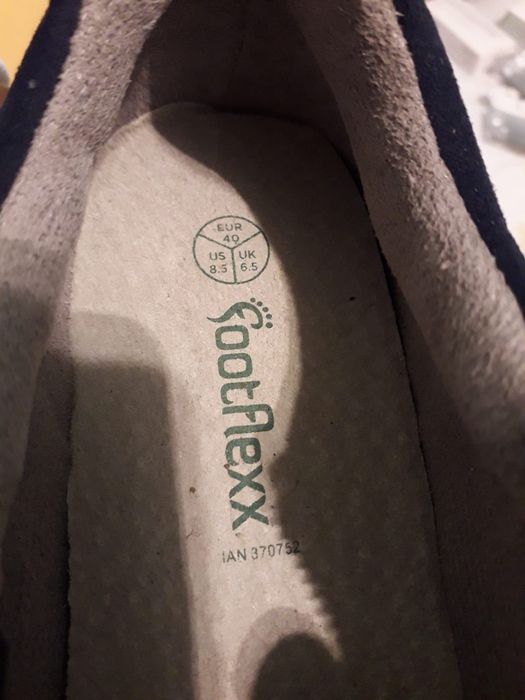 EUR
40
US
8.5
UK
6.5
footflexx
IAN 370752